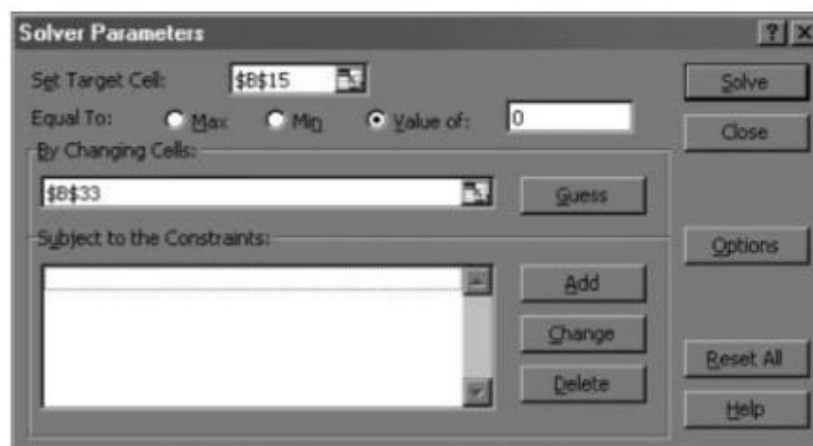 Solver Parameters ? X
Set Target Cell: $B$15 Solve
Equal To: Max Min Value of: 0 Close
By Changing Cells:
$B$33 Guess
Subject to the Constraints: Options
Add
Change
Reset All
Delete
Help